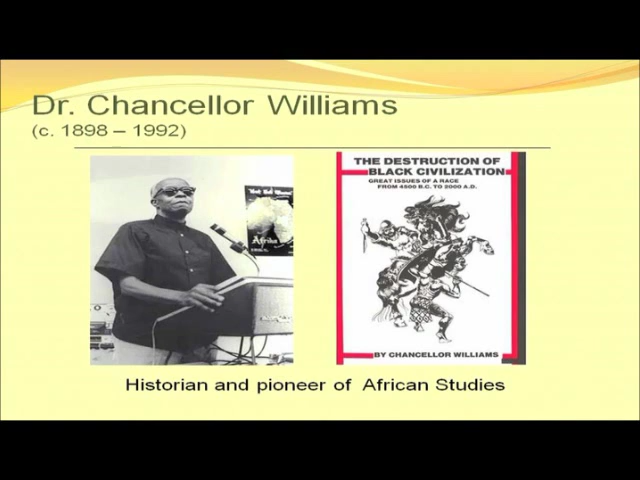 Dr. Chancellor Williams
(c. 1898 – 1992)
Afrika
THE DESTRUCTION OF
BLACK CIVILIZATION
GREAT ISSUES OF A RACE
FROM 4500 B.C. TO 2000 A.D.
BY CHANCELLOR WILLIAMS
Historian and pioneer of African Studies